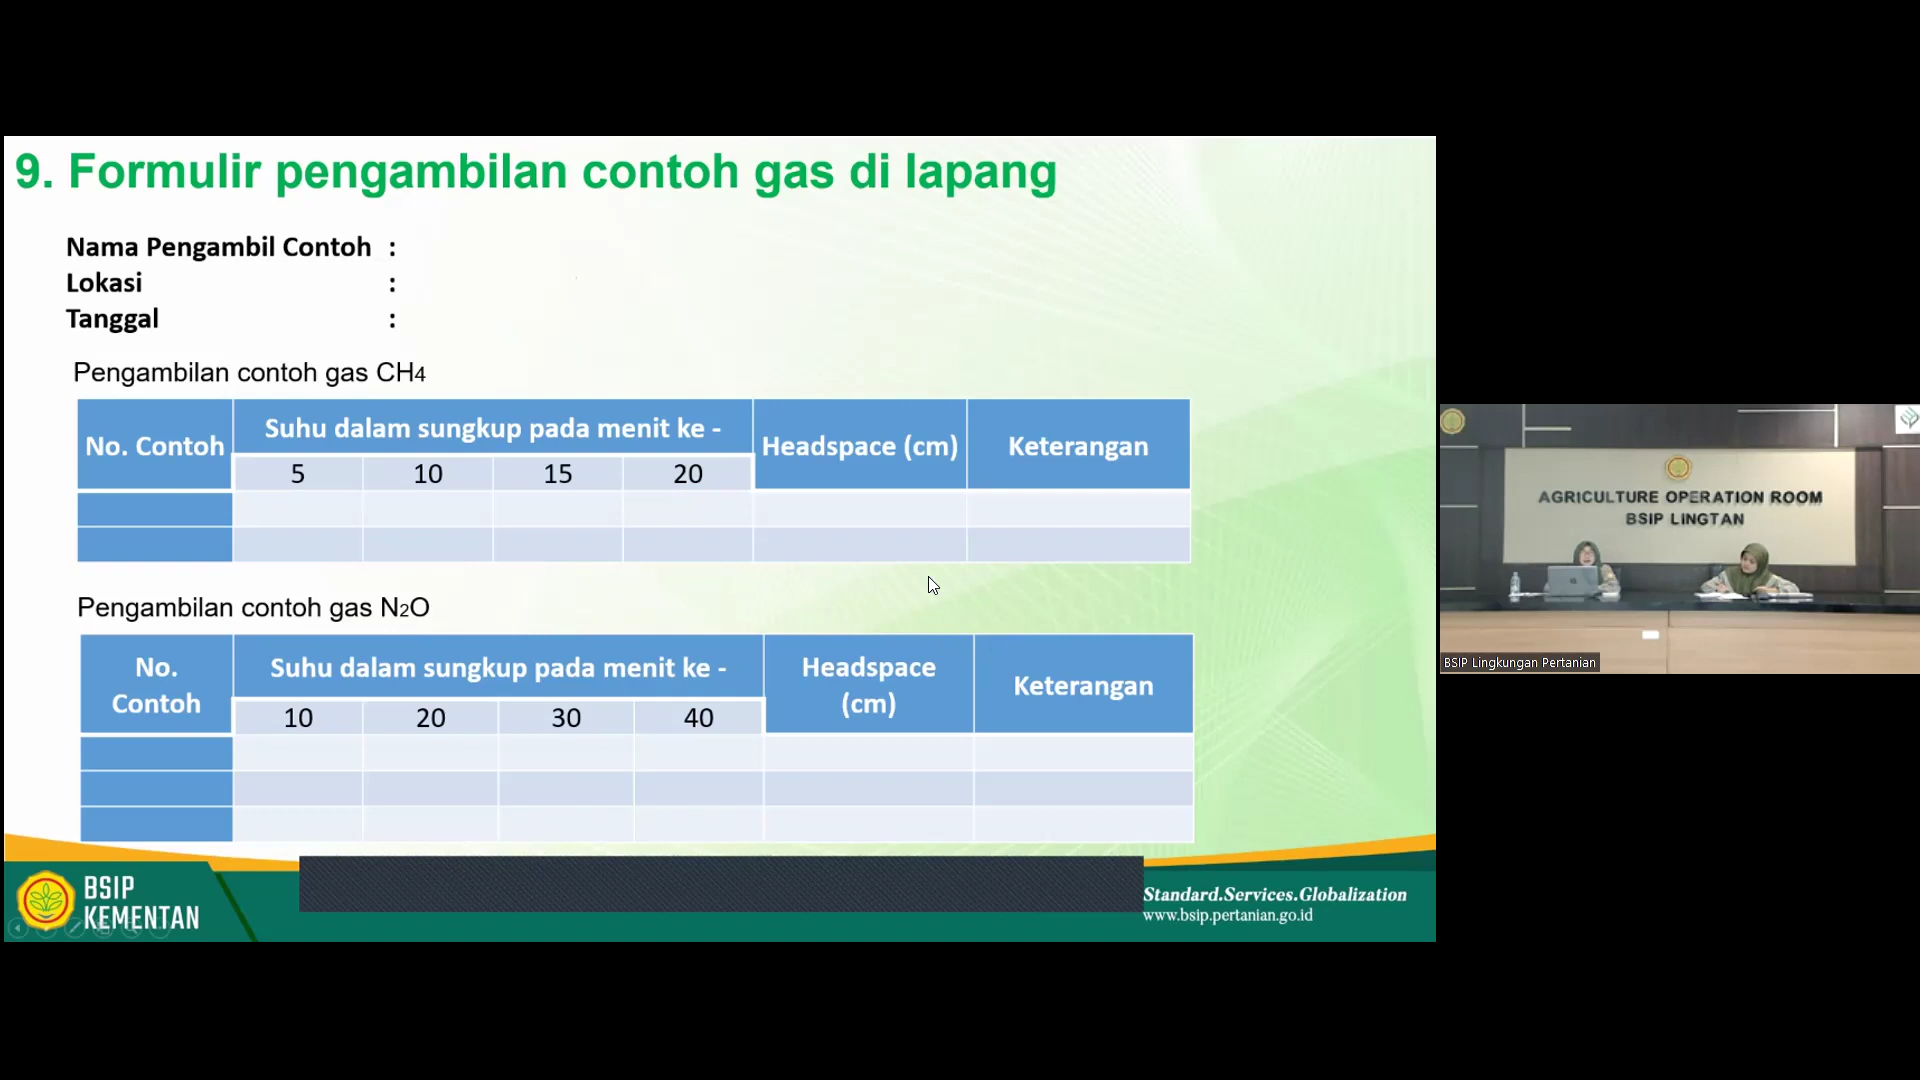 9. Formulir pengambilan contoh gas di lapang
Nama Pengambil Contoh :
Lokasi :
Tanggal :
Pengambilan contoh gas CH4
No. Contoh
Suhu dalam sungkup pada menit ke -
Headspace (cm)
Keterangan
5 10 15 20
Pengambilan contoh gas N2O
No.
Contoh
Suhu dalam sungkup pada menit ke -
Headspace
(cm)
Keterangan
10 20 30 40
BSIP
KEMENTAN
Standard.Services.Globalization
www.bsip.pertanian.go.id
AGRICULTURE OPERATION ROOM
BSIP LINGTAN
BSIP Lingkungan Pertanian